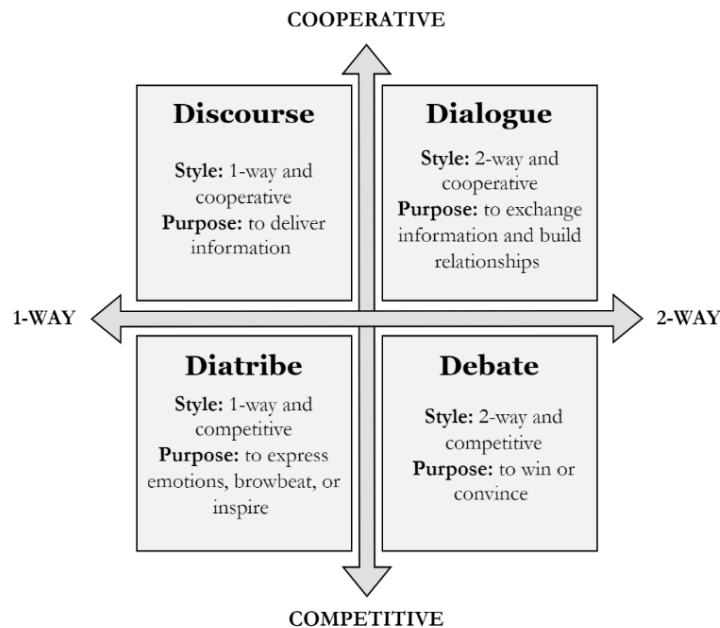 COOPERATIVE
Discourse
Style: 1-way and
cooperative
Purpose: to deliver
information
Dialogue
Style: 2-way and
cooperative
Purpose: to exchange
information and build
relationships
1-WAY
2-WAY
Diatribe
Style: 1-way and
competitive
Purpose: to express
emotions, browbeat, or
inspire
Debate
Style: 2-way and
competitive
Purpose: to win or
convince
COMPETITIVE